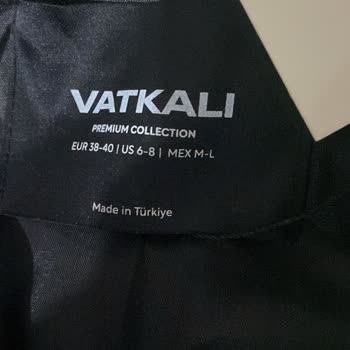 VATKALI
PREMIUM COLLECTION
EUR 38-40 | US 6-8 | MEX M-L
Made in Türkiye